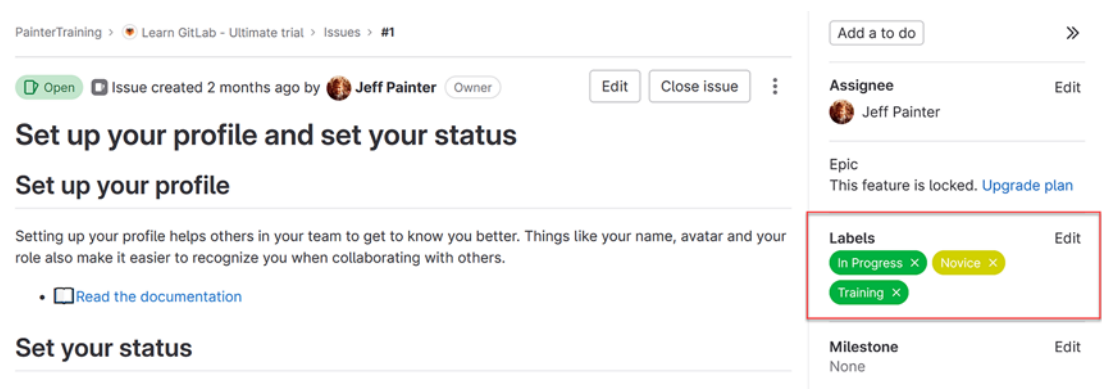 PainterTraining > Learn GitLab - Ultimate trial > Issues > #1
Open Issue created 2 months ago by Jeff Painter Owner Edit Close issue
Set up your profile and set your status
Set up your profile
Setting up your profile helps others in your team to get to know you better. Things like your name, avatar and your
role also make it easier to recognize you when collaborating with others.
• Read the documentation
Set your status
Add a to do
Assignee Edit
Jeff Painter
Epic
This feature is locked. Upgrade plan
Labels Edit
In Progress × Novice ×
Training ×
Milestone Edit
None